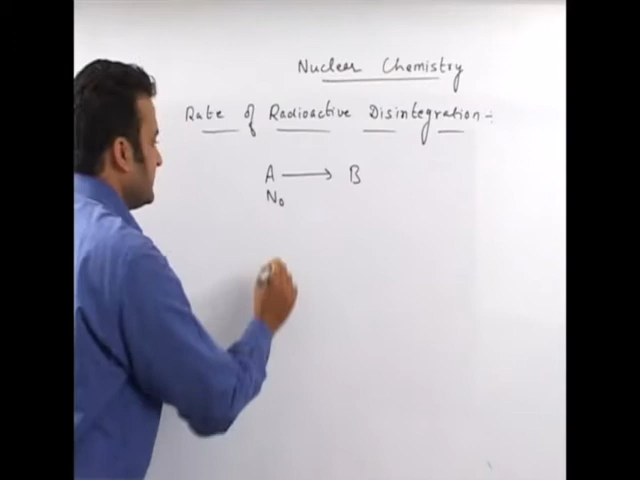 Nuclear Chemistry
Rate of Radioactive Disintegration :-
A ⟶ B
N₀